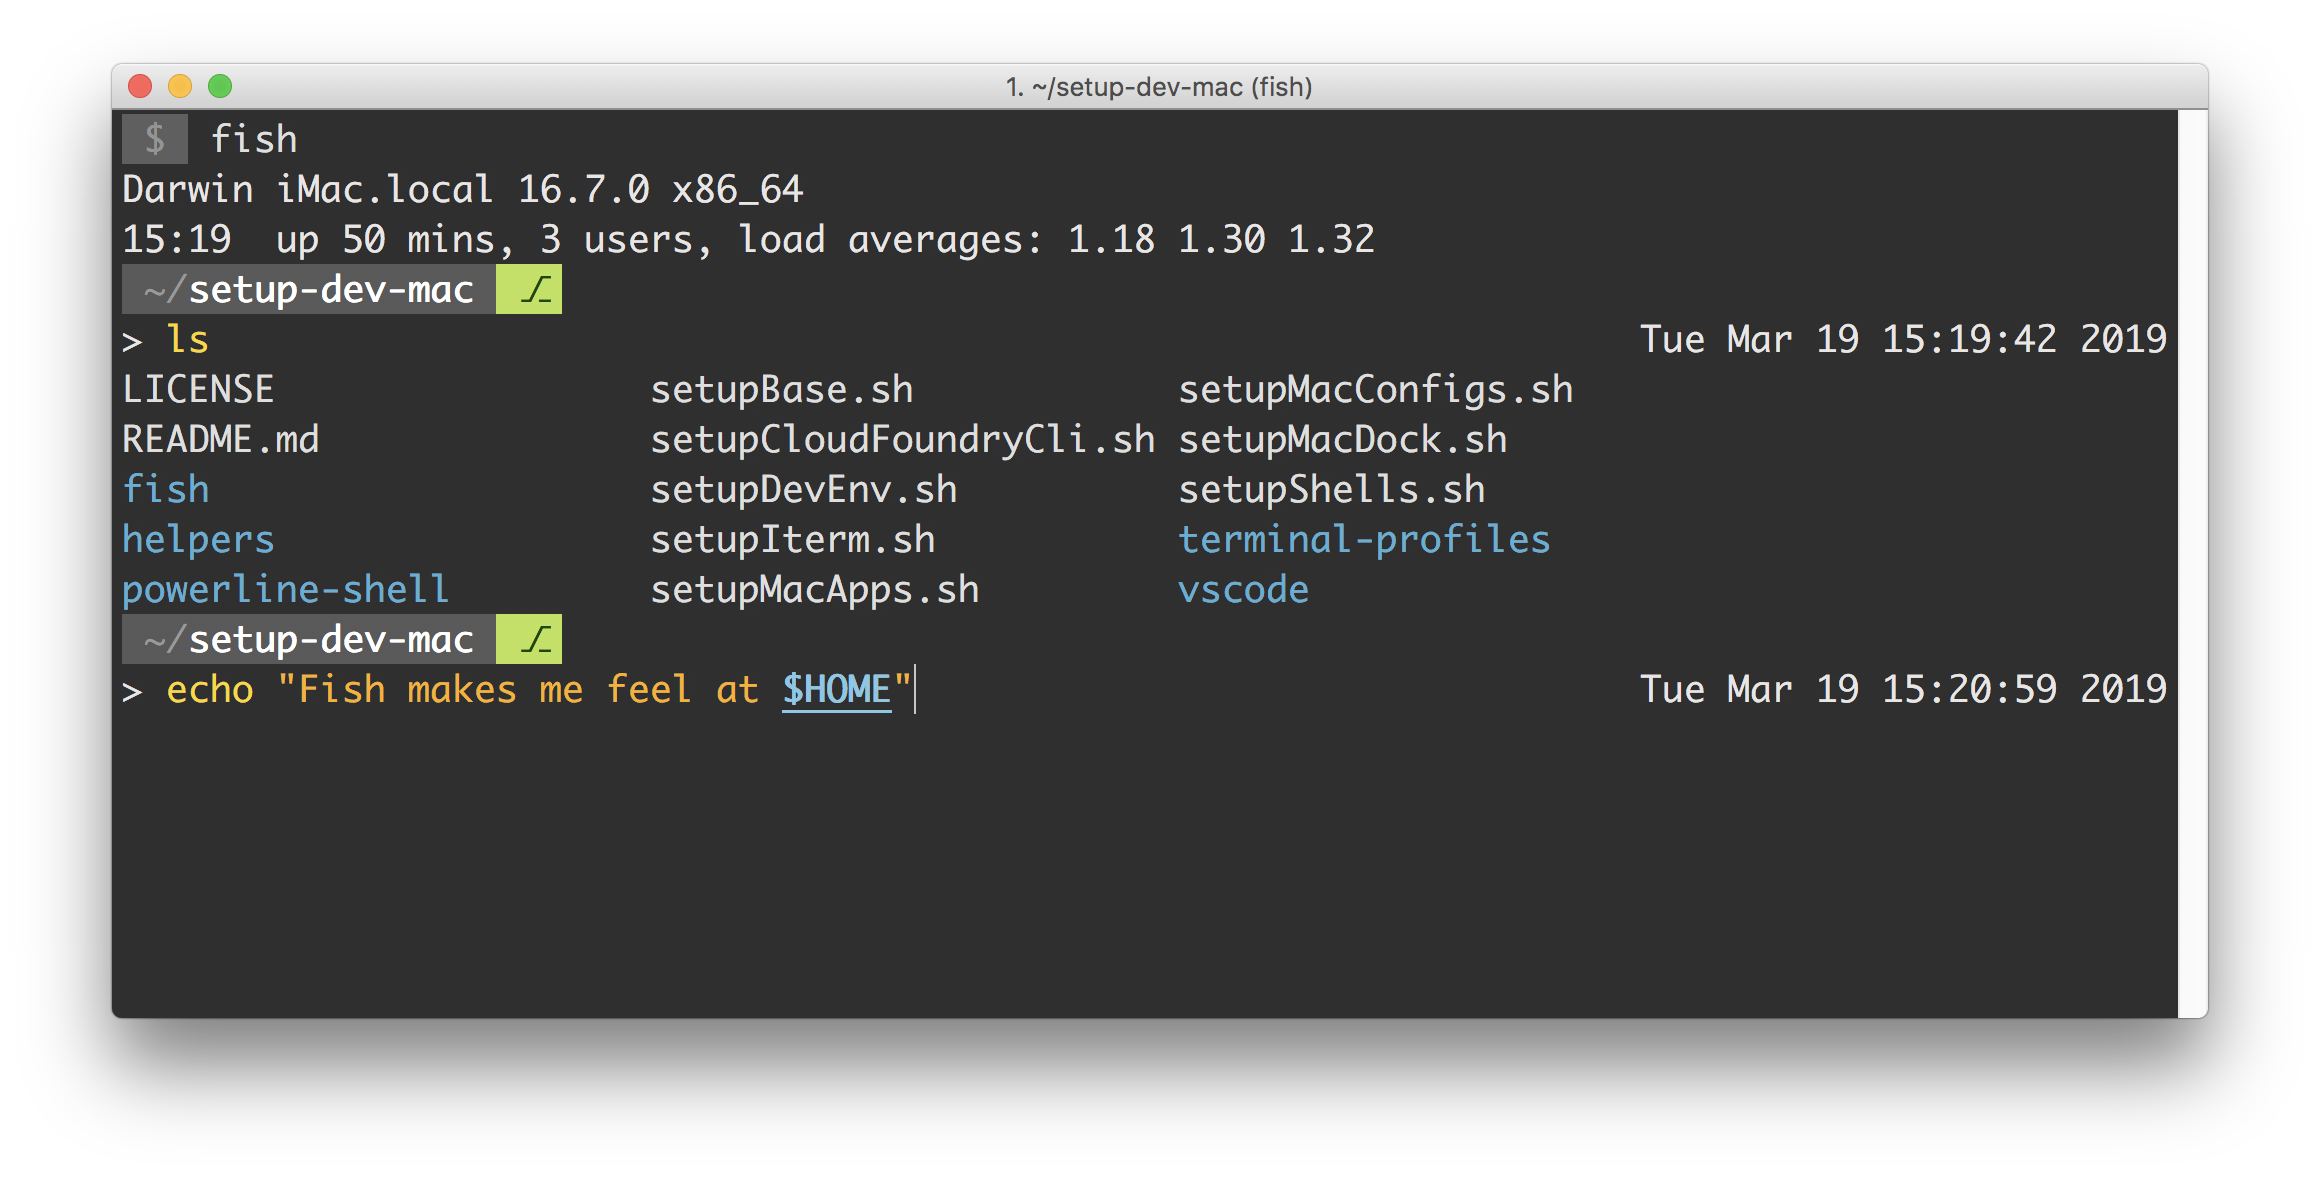 1. ~/setup-dev-mac (fish)
$ fish
Darwin iMac.local 16.7.0 x86_64
15:19  up 50 mins, 3 users, load averages: 1.18 1.30 1.32
~/setup-dev-mac ⎇
> ls Tue Mar 19 15:19:42 2019
LICENSE setupBase.sh setupMacConfigs.sh
README.md setupCloudFoundryCli.sh setupMacDock.sh
fish setupDevEnv.sh setupShells.sh
helpers setupIterm.sh terminal-profiles
powerline-shell setupMacApps.sh vscode
~/setup-dev-mac ⎇
> echo "Fish makes me feel at $HOME" Tue Mar 19 15:20:59 2019